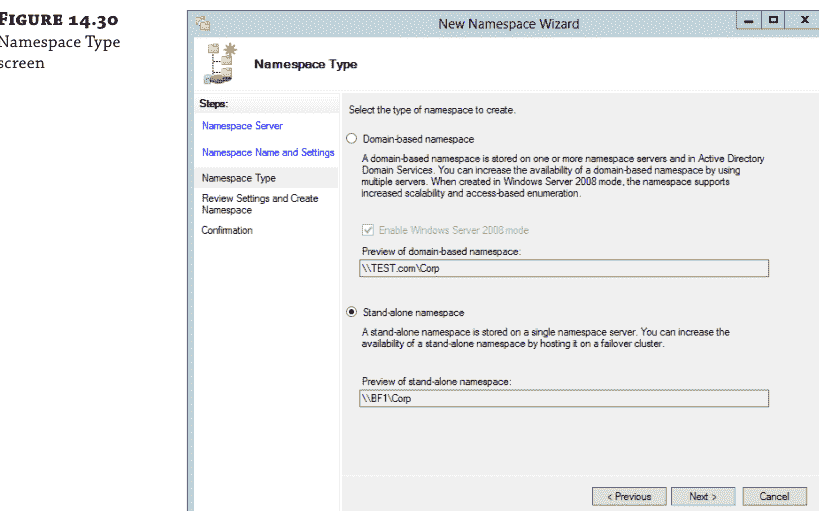 FIGURE 14.30
Namespace Type
screen
New Namespace Wizard
Namespace Type
Steps:
Namespace Server
Namespace Name and Settings
Namespace Type
Review Settings and Create
Namespace
Confirmation
Select the type of namespace to create.
Domain-based namespace
A domain-based namespace is stored on one or more namespace servers and in Active Directory
Domain Services. You can increase the availability of a domain-based namespace by using
multiple servers. When created in Windows Server 2008 mode, the namespace supports
increased scalability and access-based enumeration.
Enable Windows Server 2008 mode
Preview of domain-based namespace:
\\TEST.com\Corp
Stand-alone namespace
A stand-alone namespace is stored on a single namespace server. You can increase the
availability of a stand-alone namespace by hosting it on a failover cluster.
Preview of stand-alone namespace:
\\BF1\Corp
< Previous
Next >
Cancel